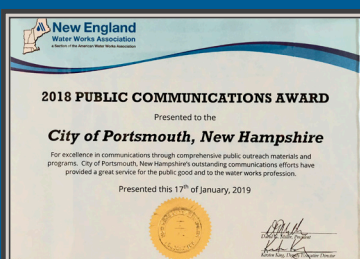 New England
Water Works Association
a Section of the American Water Works Association
2018 PUBLIC COMMUNICATIONS AWARD
Presented to the
City of Portsmouth, New Hampshire
For excellence in communications through comprehensive public outreach materials and
programs. City of Portsmouth, New Hampshire's outstanding communications efforts have
provided a great service for the public good and to the water works profession.
Presented this 17th of January, 2019
President
Kirsten King, Deputy Executive Director